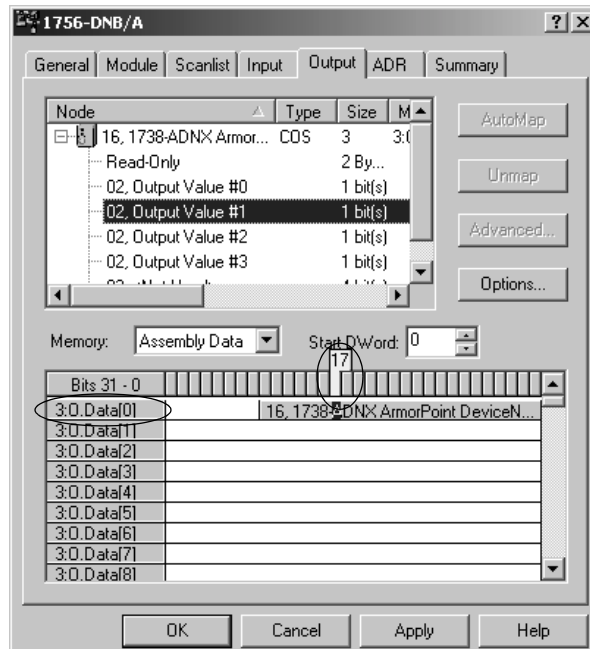 1756-DNB/A
General Module Scanlist Input Output ADR Summary
Node Type Size M
16, 1738-ADNX Armor... COS 3 3:(
Read-Only 2 By...
02, Output Value #0 1 bit(s)
02, Output Value #1 1 bit(s)
02, Output Value #2 1 bit(s)
02, Output Value #3 1 bit(s)
AutoMap
Unmap
Advanced...
Options...
Memory: Assembly Data Start DWord: 0
17
Bits 31 - 0
3:O.Data[0] 16, 1738-ADNX ArmorPoint DeviceN...
3:O.Data[1]
3:O.Data[2]
3:O.Data[3]
3:O.Data[4]
3:O.Data[5]
3:O.Data[6]
3:O.Data[7]
3:O.Data[8]
OK Cancel Apply Help